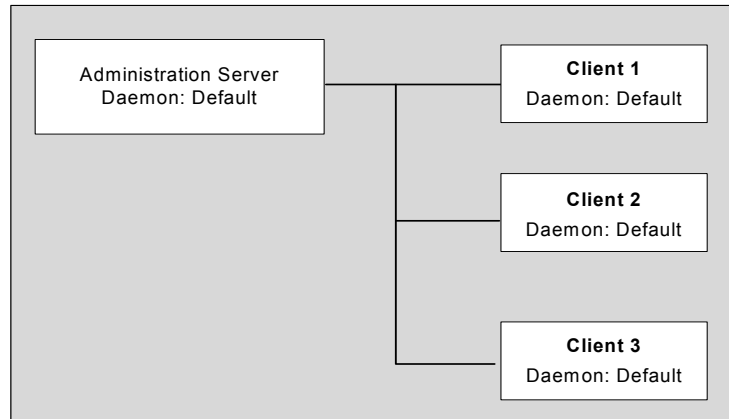 Administration Server
Daemon: Default
Client 1
Daemon: Default
Client 2
Daemon: Default
Client 3
Daemon: Default